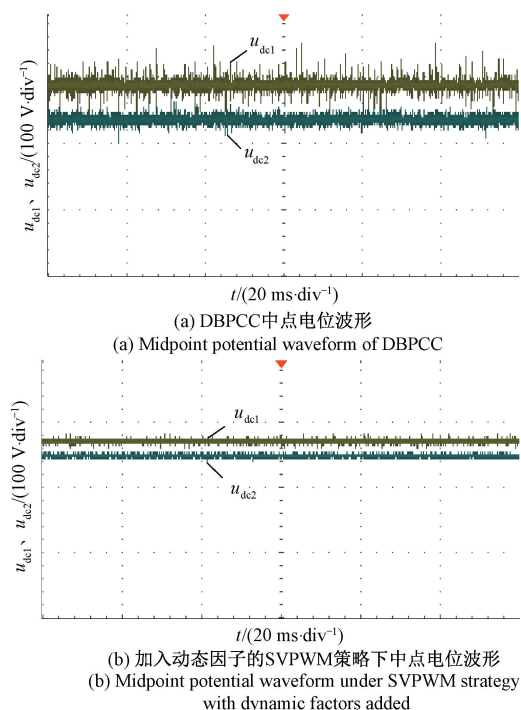 u_dc1、u_dc2/(100 V·div⁻¹)
u_dc1
u_dc2
t/(20 ms·div⁻¹)
(a) DBPCC中点电位波形
(a) Midpoint potential waveform of DBPCC
u_dc1、u_dc2/(100 V·div⁻¹)
u_dc1
u_dc2
t/(20 ms·div⁻¹)
(b) 加入动态因子的SVPWM策略下中点电位波形
(b) Midpoint potential waveform under SVPWM strategy
with dynamic factors added